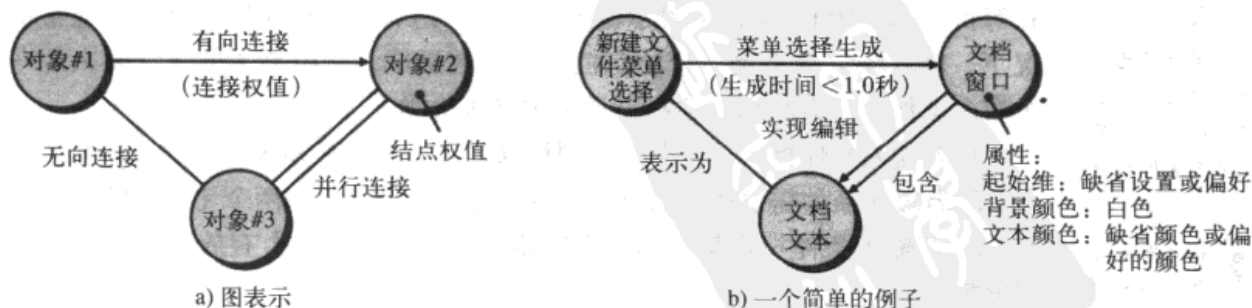 对象#1
有向连接
(连接权值)
对象#2
无向连接
结点权值
并行连接
对象#3
a) 图表示
新建文
件菜单
选择
菜单选择生成
(生成时间＜1.0秒)
文档
窗口
实现编辑
表示为
包含
文档
文本
属性：
起始维：缺省设置或偏好
背景颜色：白色
文本颜色：缺省颜色或偏
好的颜色
b) 一个简单的例子